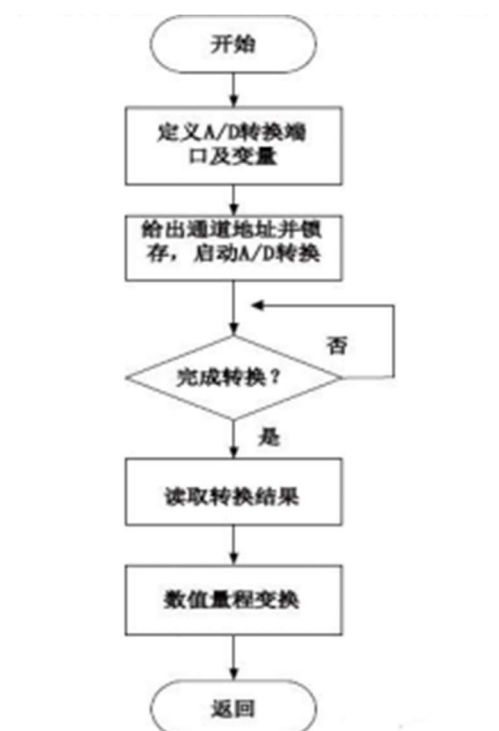 开始
定义A/D转换端
口及变量
给出通道地址并锁
存，启动A/D转换
否
完成转换？
是
读取转换结果
数值量程变换
返回